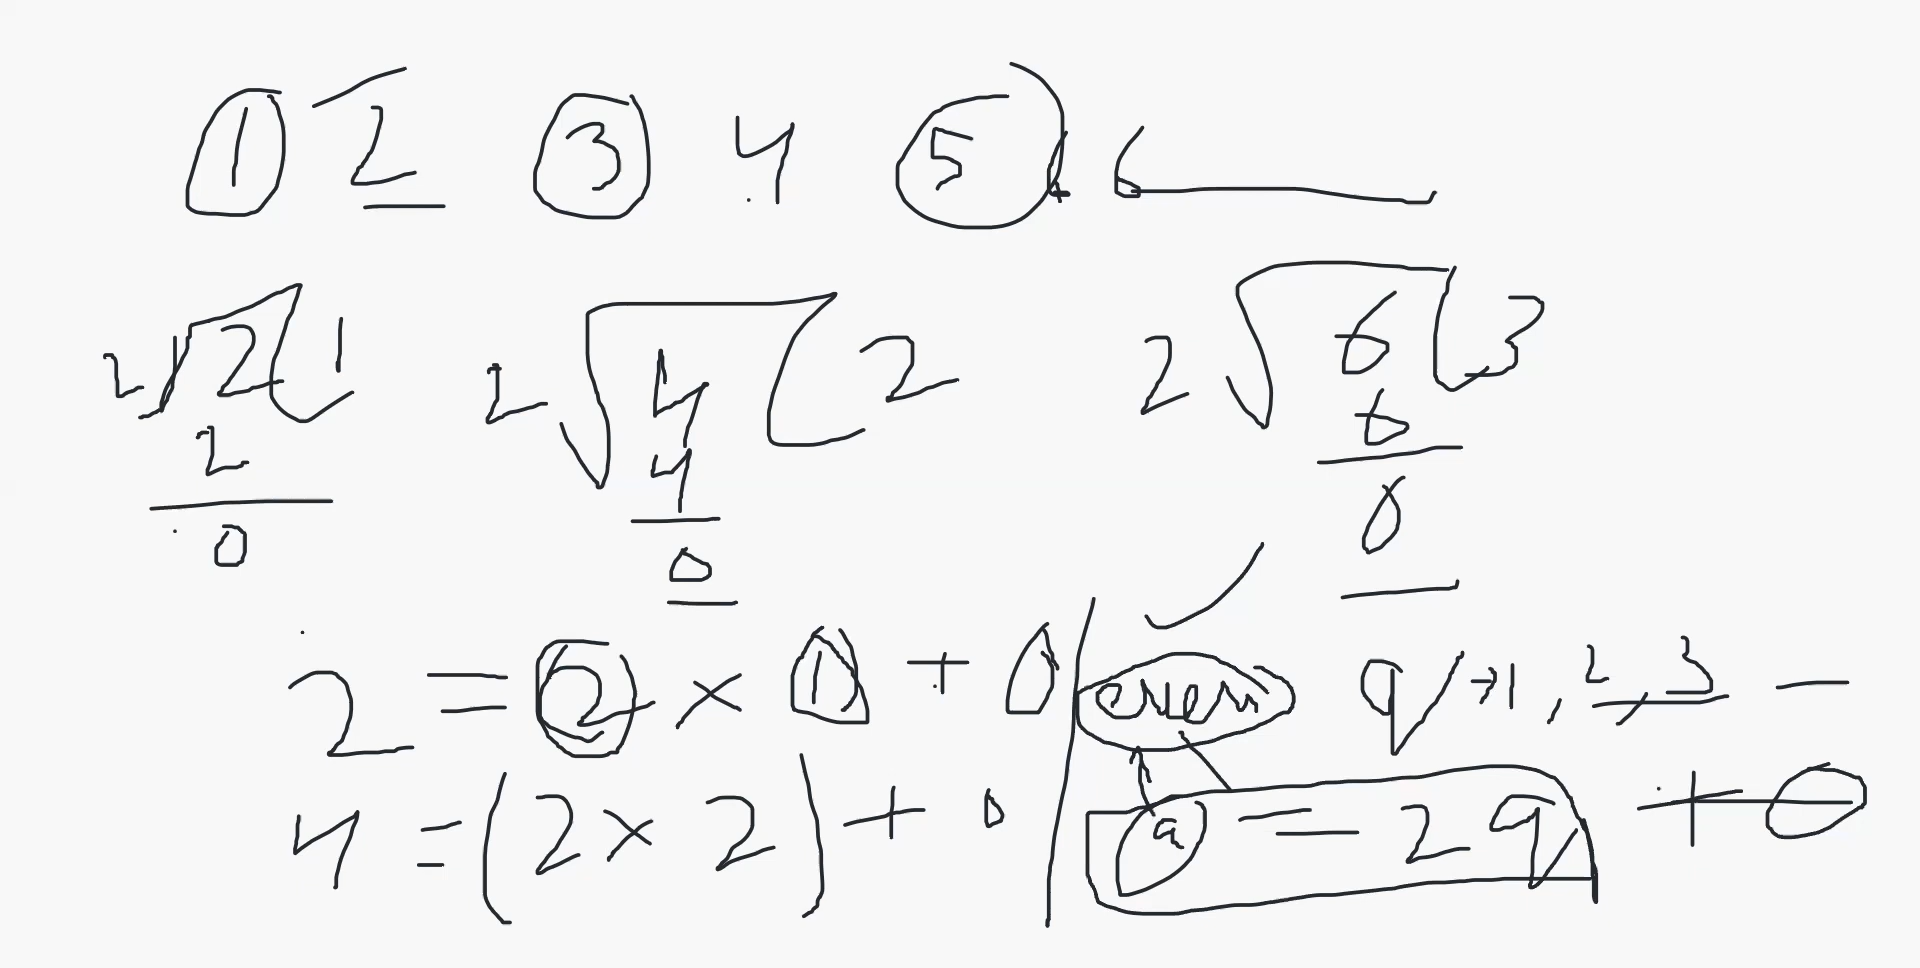 1 2 3 4 5 6
2 2 1 2 4 2 2 6 3
2 4 6
0 0 0
2 = 2 × 1 + 0 even q → 1, 2, 3 –
4 = (2 × 2) + 0 a = 2q + 0